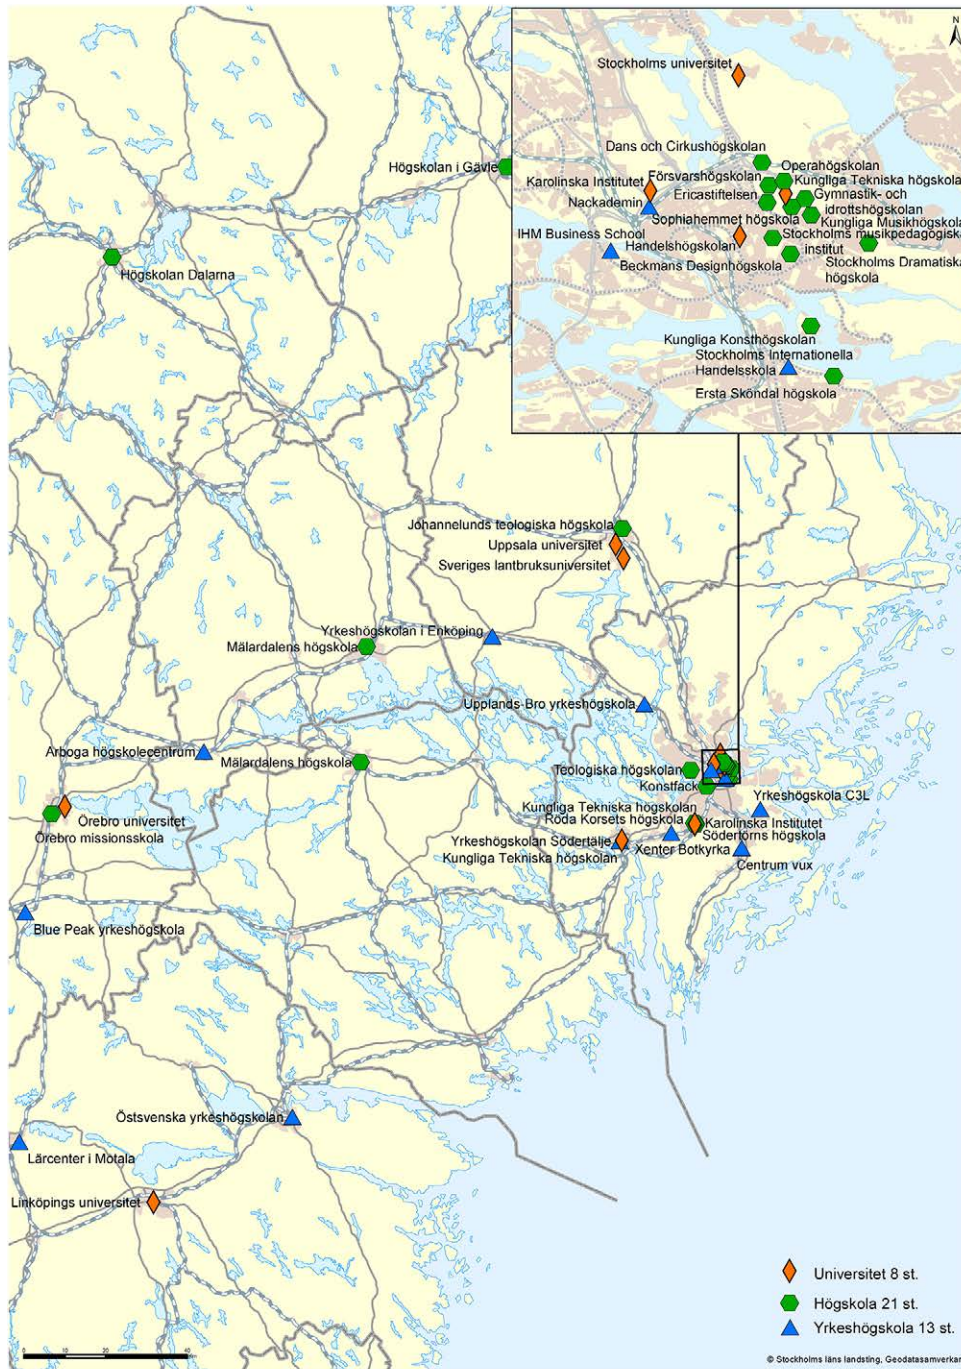 N
Stockholms universitet
Dans och Cirkushögskolan
Operahögskolan
Försvarshögskolan
Kungliga Tekniska högskola
Karolinska Institutet
Ericastiftelsen
Gymnastik- och
idrottshögskolan
Nackademin
Sophiahemmet högskola
Kungliga Musikhögskol
IHM Business School
Handelshögskolan
Stockholms musikpedagogiska
institut
Beckmans Designhögskola
Stockholms Dramatiska
högskola
Kungliga Konsthögskolan
Stockholms Internationella
Handelsskola
Ersta Sköndal högskola
Högskolan i Gävle
Högskolan Dalarna
Johannelunds teologiska högskola
Uppsala universitet
Sveriges lantbruksuniversitet
Yrkeshögskolan i Enköping
Mälardalens högskola
Upplands-Bro yrkeshögskola
Arboga högskolecentrum
Mälardalens högskola
Teologiska högskolan
Konstfack
Yrkeshögskola C3L
Örebro universitet
Örebro missionsskola
Kungliga Tekniska högskolan
Röda Korsets högskola
Karolinska Institutet
Södertörns högskola
Yrkeshögskolan Södertälje
Xenter Botkyrka
Kungliga Tekniska högskolan
Centrum vux
Blue Peak yrkeshögskola
Östsvenska yrkeshögskolan
Lärcenter i Motala
Linköpings universitet
Universitet 8 st.
Högskola 21 st.
Yrkeshögskola 13 st.
© Stockholms läns landsting, Geodatasamverkan